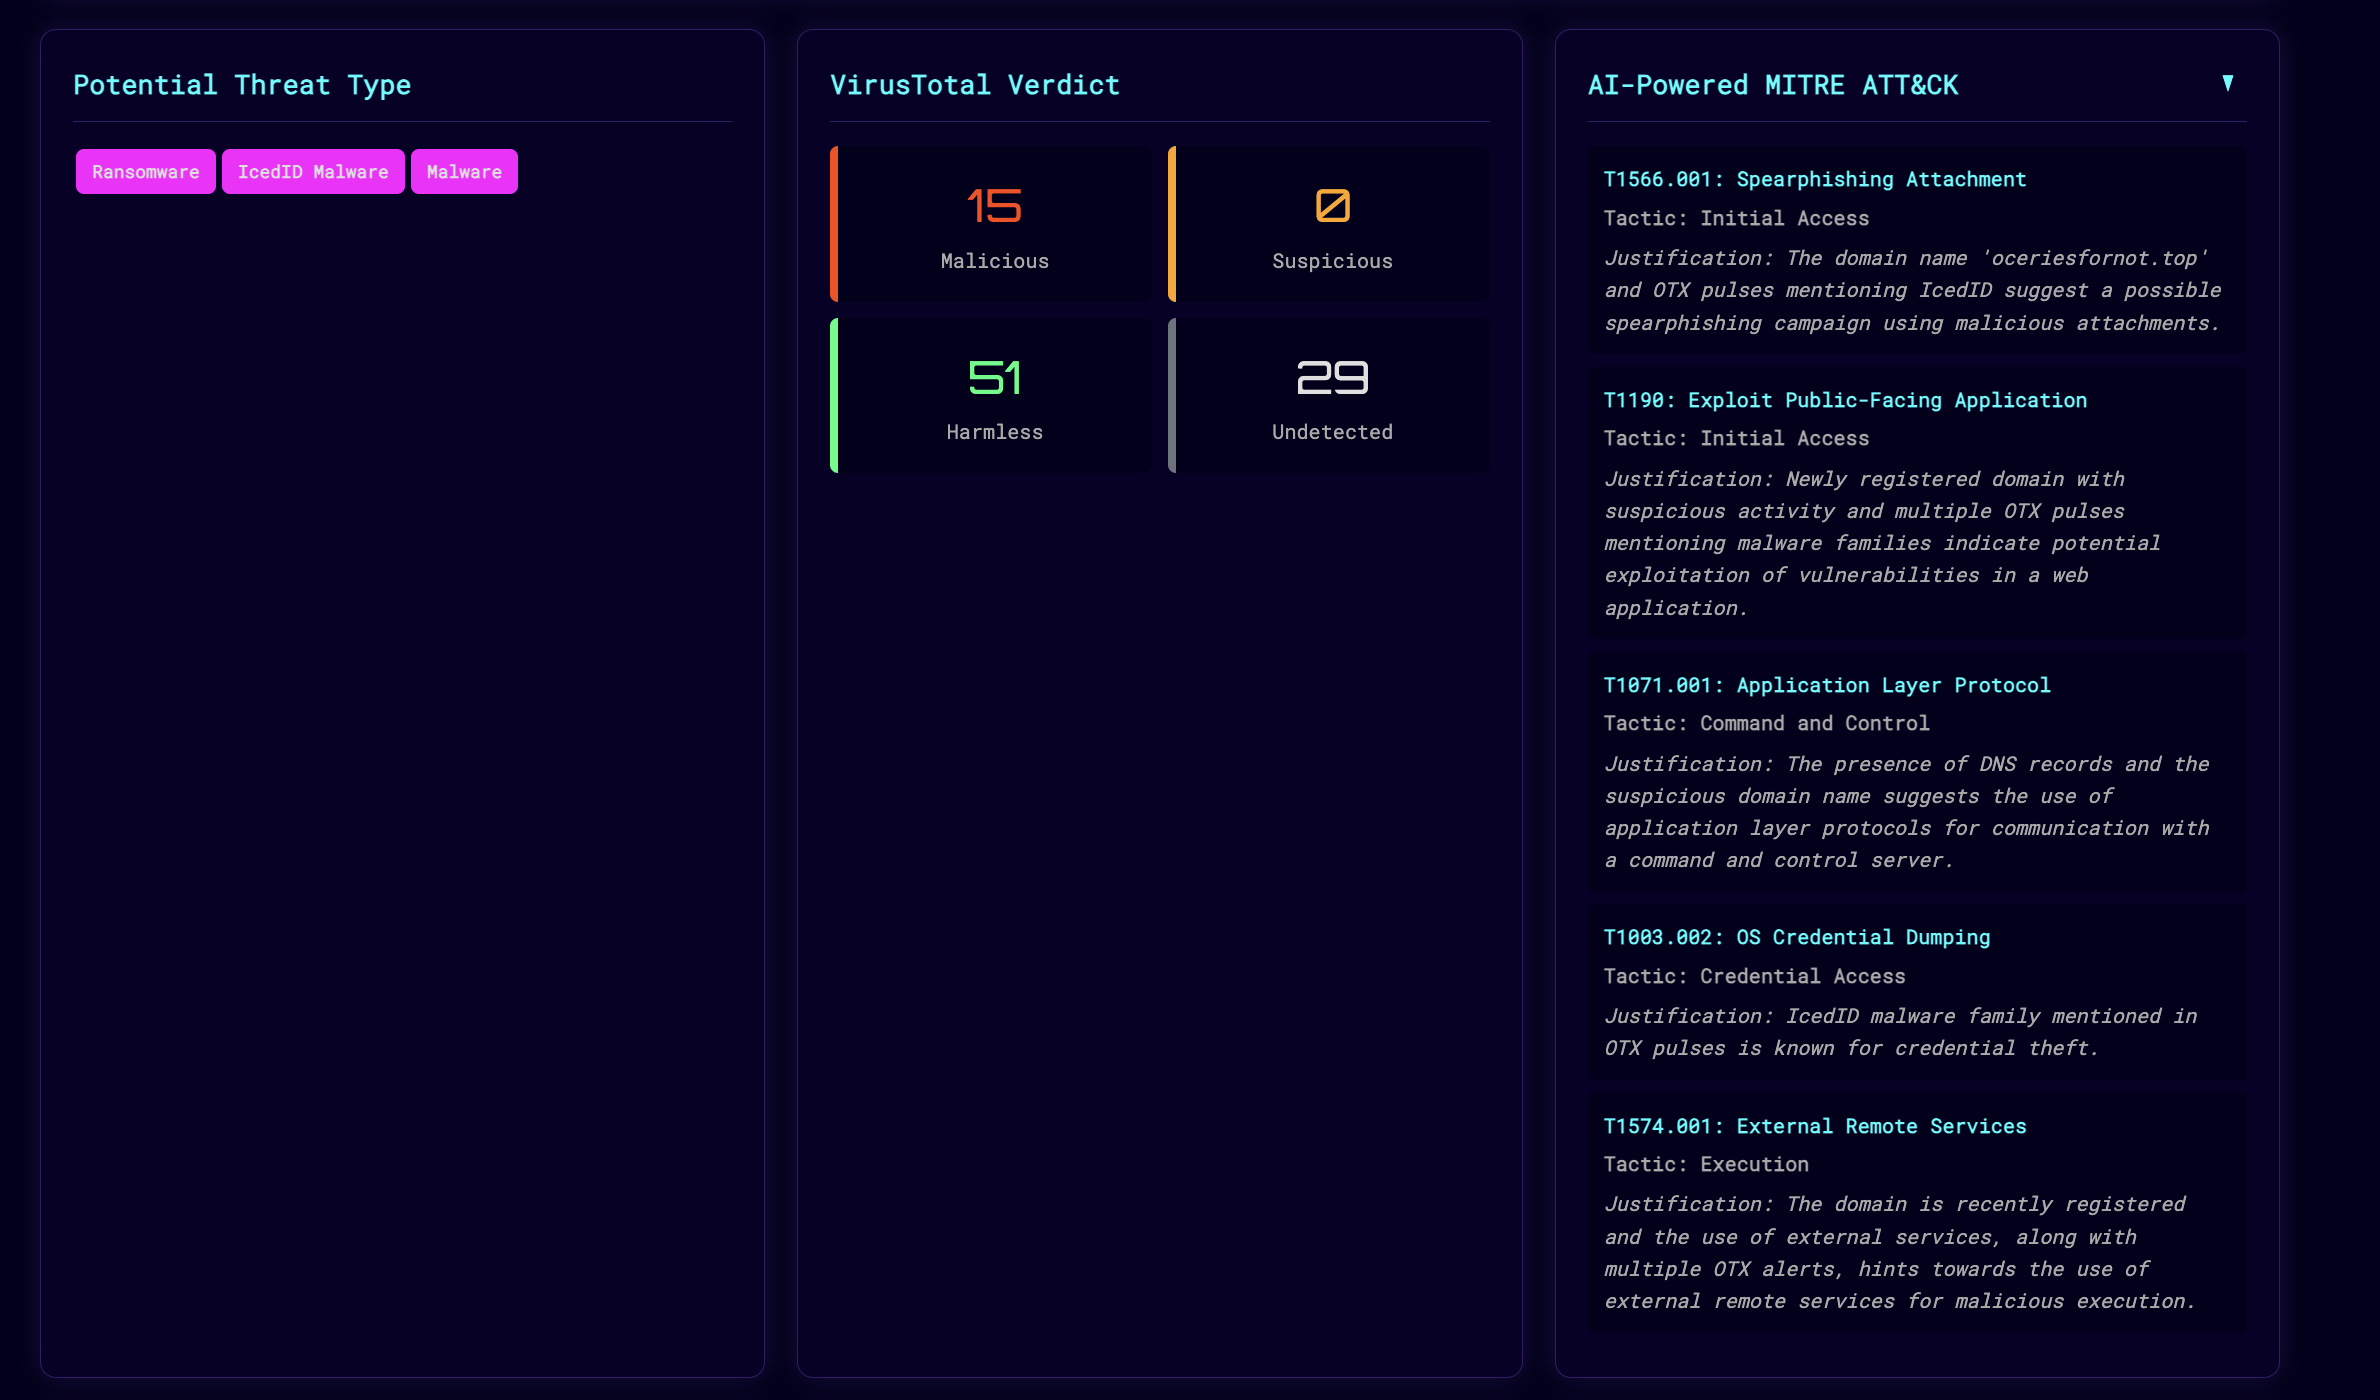 Potential Threat Type
Ransomware
IcedID Malware
Malware
VirusTotal Verdict
15
Malicious
0
Suspicious
51
Harmless
29
Undetected
AI-Powered MITRE ATT&CK
T1566.001: Spearphishing Attachment
Tactic: Initial Access
Justification: The domain name 'oceriesfornot.top'
and OTX pulses mentioning IcedID suggest a possible
spearphishing campaign using malicious attachments.
T1190: Exploit Public-Facing Application
Tactic: Initial Access
Justification: Newly registered domain with
suspicious activity and multiple OTX pulses
mentioning malware families indicate potential
exploitation of vulnerabilities in a web
application.
T1071.001: Application Layer Protocol
Tactic: Command and Control
Justification: The presence of DNS records and the
suspicious domain name suggests the use of
application layer protocols for communication with
a command and control server.
T1003.002: OS Credential Dumping
Tactic: Credential Access
Justification: IcedID malware family mentioned in
OTX pulses is known for credential theft.
T1574.001: External Remote Services
Tactic: Execution
Justification: The domain is recently registered
and the use of external services, along with
multiple OTX alerts, hints towards the use of
external remote services for malicious execution.